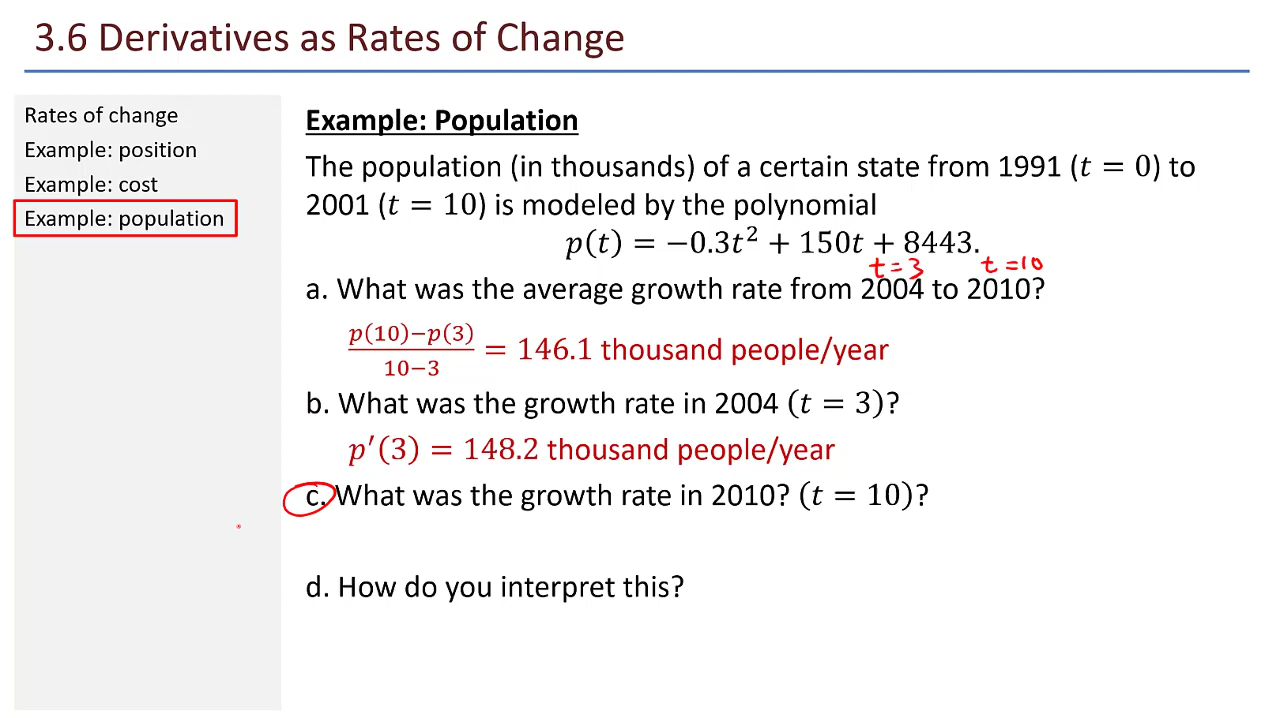 3.6 Derivatives as Rates of Change
Rates of change
Example: position
Example: cost
Example: population
Example: Population
The population (in thousands) of a certain state from 1991 (𝑡 = 0) to
2001 (𝑡 = 10) is modeled by the polynomial
𝑝(𝑡) = −0.3𝑡² + 150𝑡 + 8443.
t=3 t=10
a. What was the average growth rate from 2004 to 2010?
𝑝(10)−𝑝(3)
10−3
= 146.1 thousand people/year
b. What was the growth rate in 2004 (𝑡 = 3)?
𝑝′(3) = 148.2 thousand people/year
c. What was the growth rate in 2010? (𝑡 = 10)?
d. How do you interpret this?